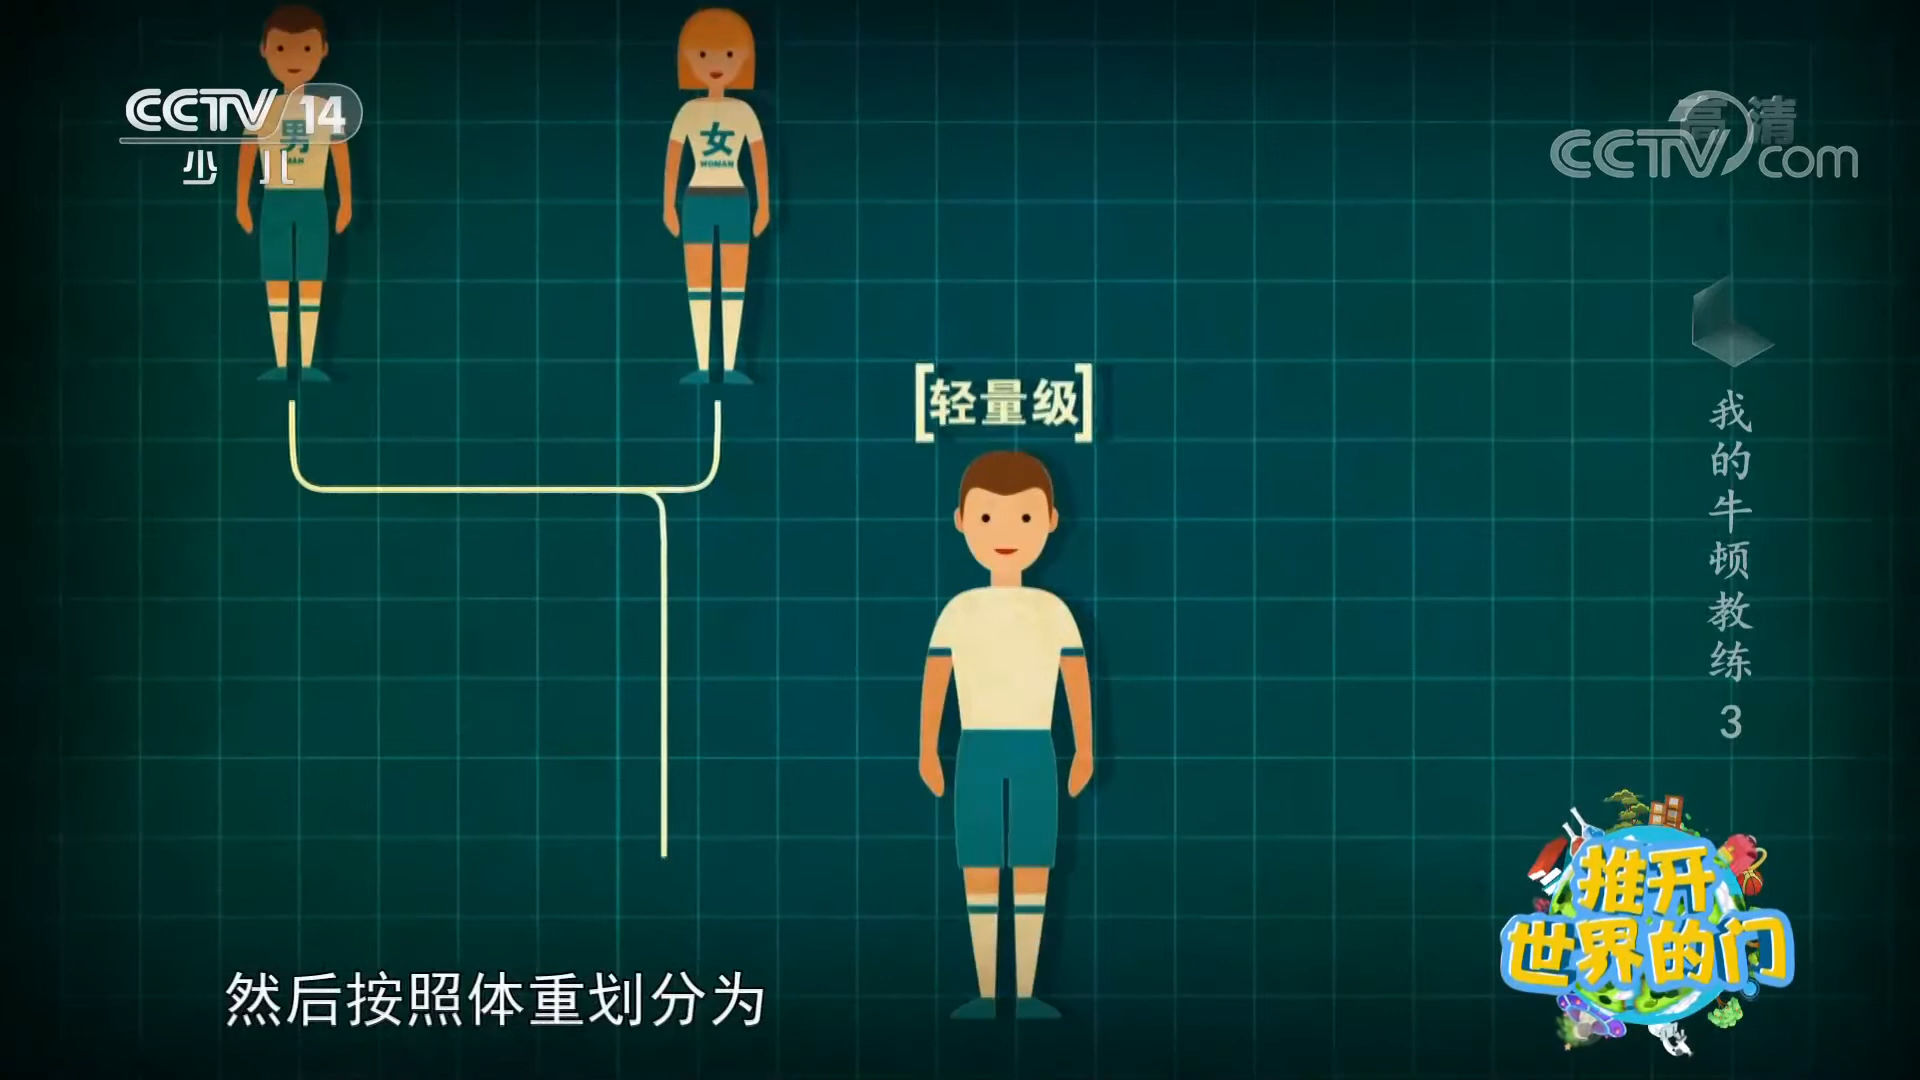 CCTV 14
少儿
男
MAN
女
WOMAN
高清
CCTV com
[轻量级]
我的牛顿教练 3
推开
世界的门
然后按照体重划分为